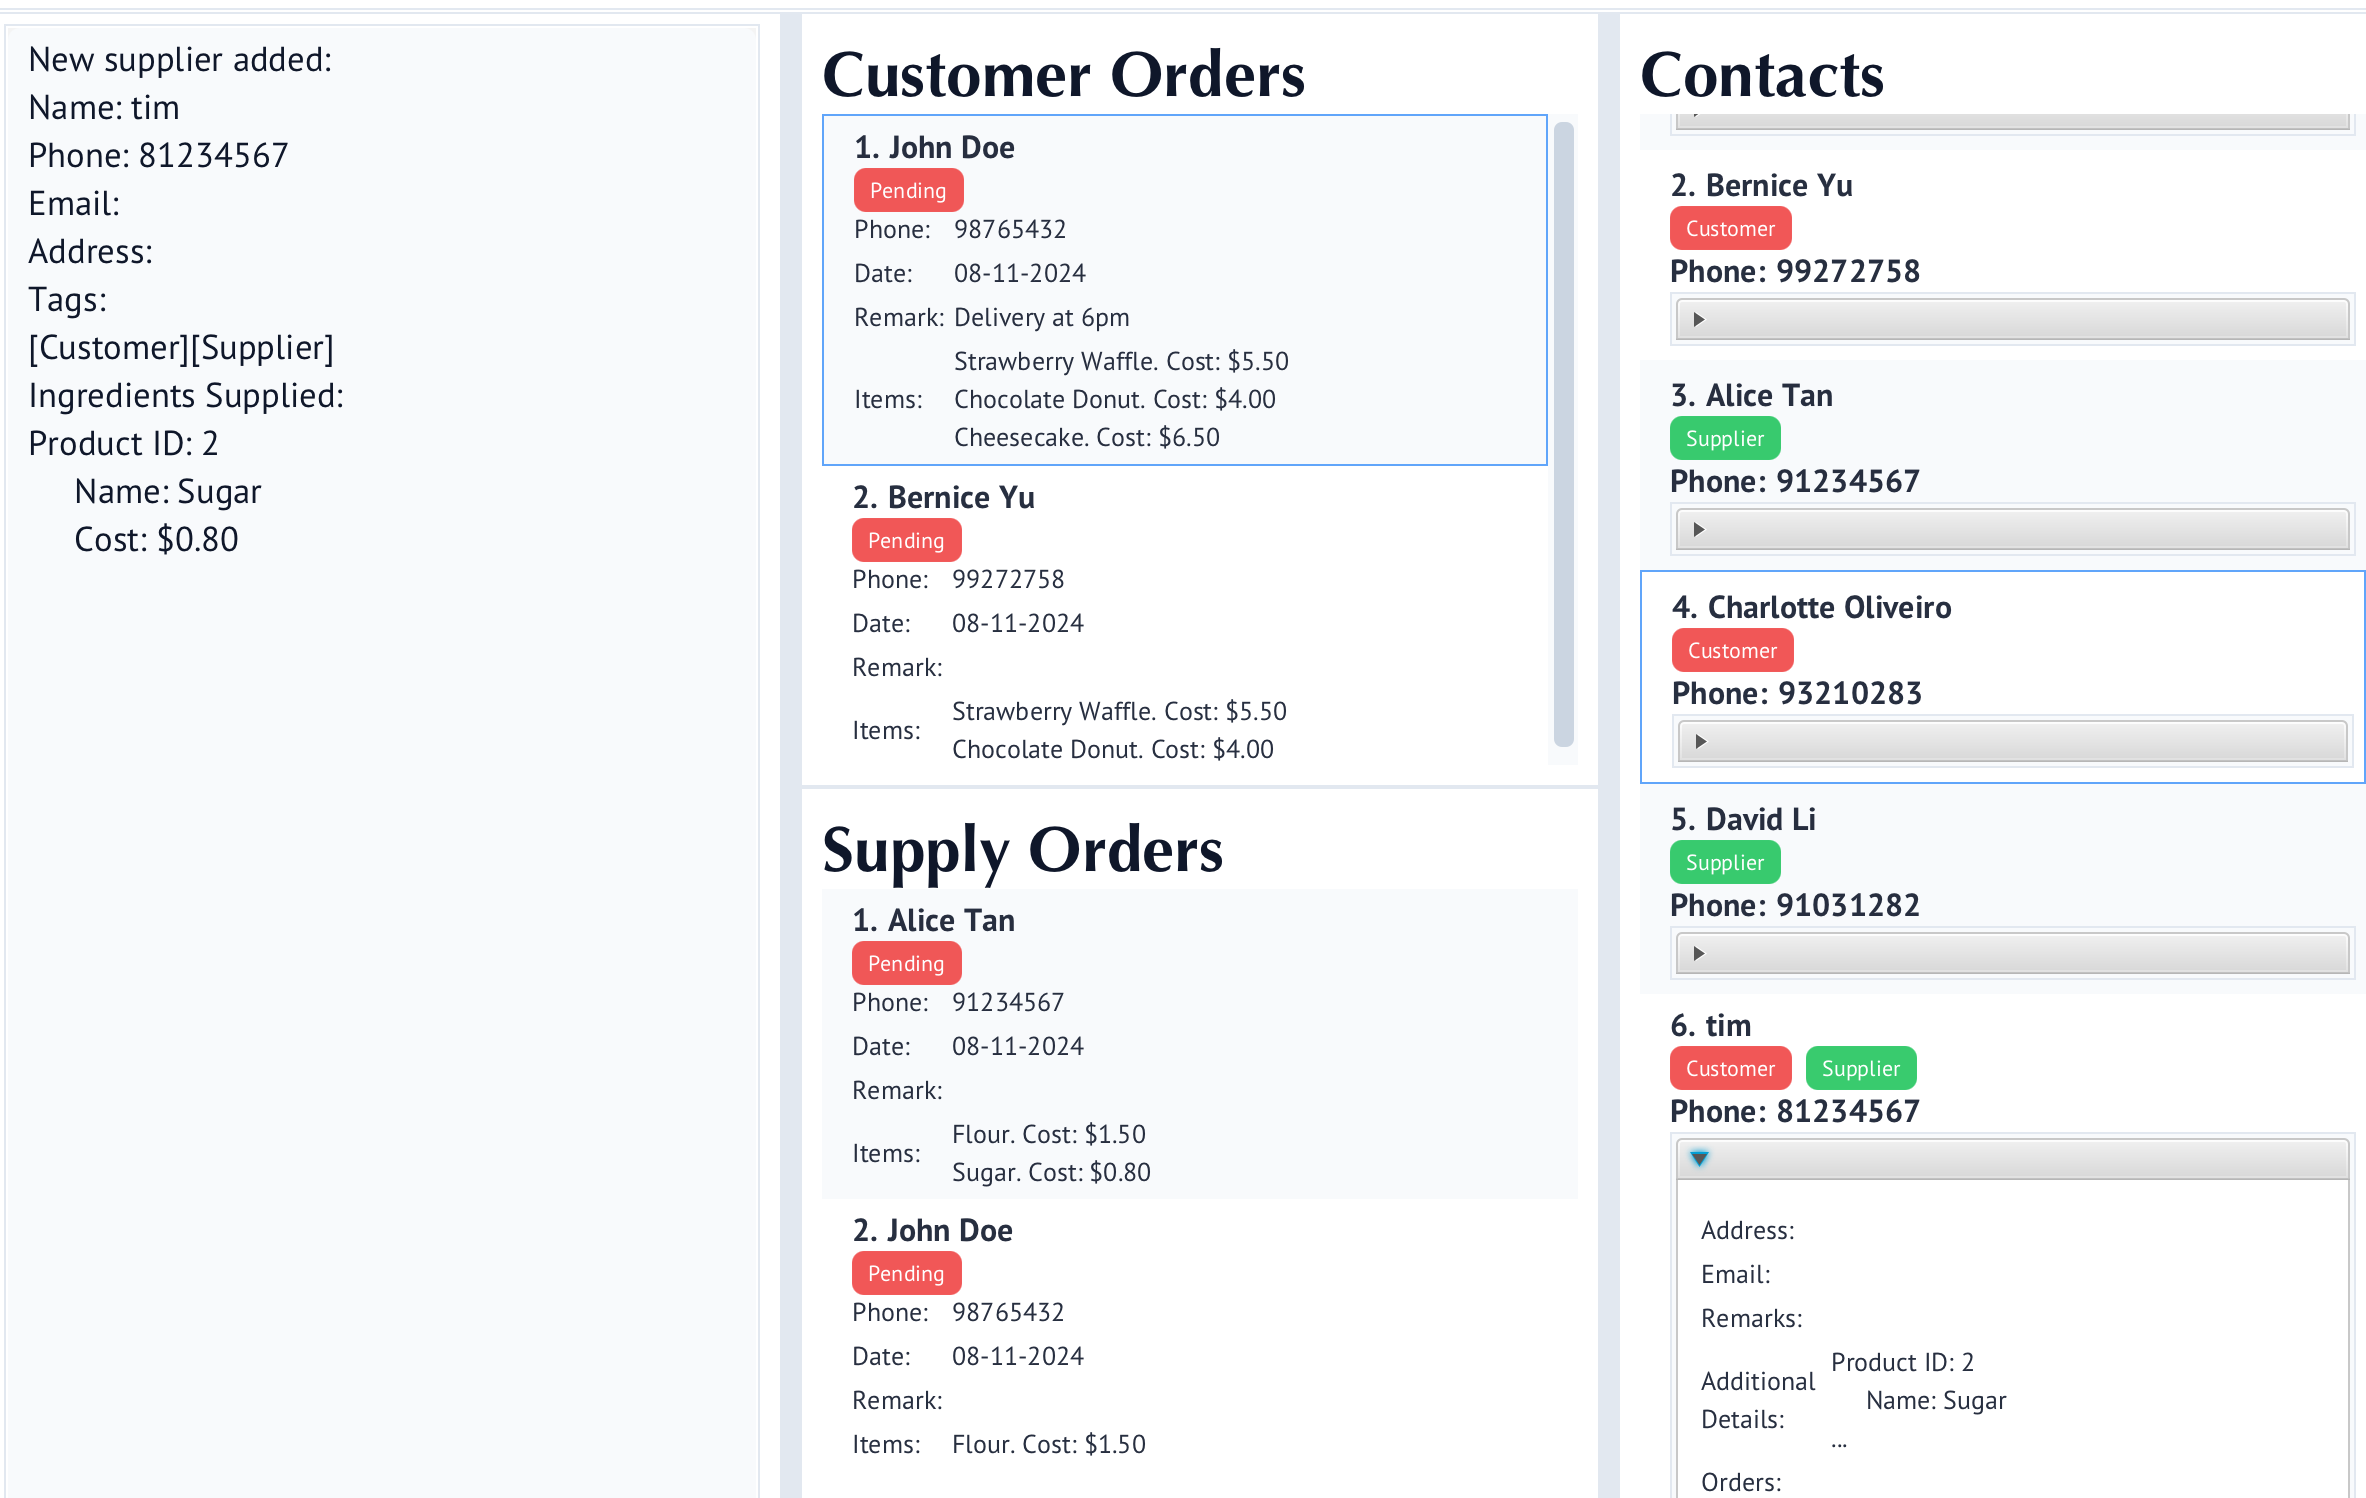 New supplier added:
Name: tim
Phone: 81234567
Email:
Address:
Tags:
[Customer][Supplier]
Ingredients Supplied:
Product ID: 2
Name: Sugar
Cost: $0.80
Customer Orders
1. John Doe
Pending
Phone: 98765432
Date: 08-11-2024
Remark: Delivery at 6pm
Strawberry Waffle. Cost: $5.50
Items: Chocolate Donut. Cost: $4.00
Cheesecake. Cost: $6.50
2. Bernice Yu
Pending
Phone: 99272758
Date: 08-11-2024
Remark:
Items: Strawberry Waffle. Cost: $5.50
Chocolate Donut. Cost: $4.00
Supply Orders
1. Alice Tan
Pending
Phone: 91234567
Date: 08-11-2024
Remark:
Items: Flour. Cost: $1.50
Sugar. Cost: $0.80
2. John Doe
Pending
Phone: 98765432
Date: 08-11-2024
Remark:
Items: Flour. Cost: $1.50
Contacts
2. Bernice Yu
Customer
Phone: 99272758
3. Alice Tan
Supplier
Phone: 91234567
4. Charlotte Oliveiro
Customer
Phone: 93210283
5. David Li
Supplier
Phone: 91031282
6. tim
Customer Supplier
Phone: 81234567
Address:
Email:
Remarks:
Additional Details: Product ID: 2
Name: Sugar
...
Orders: